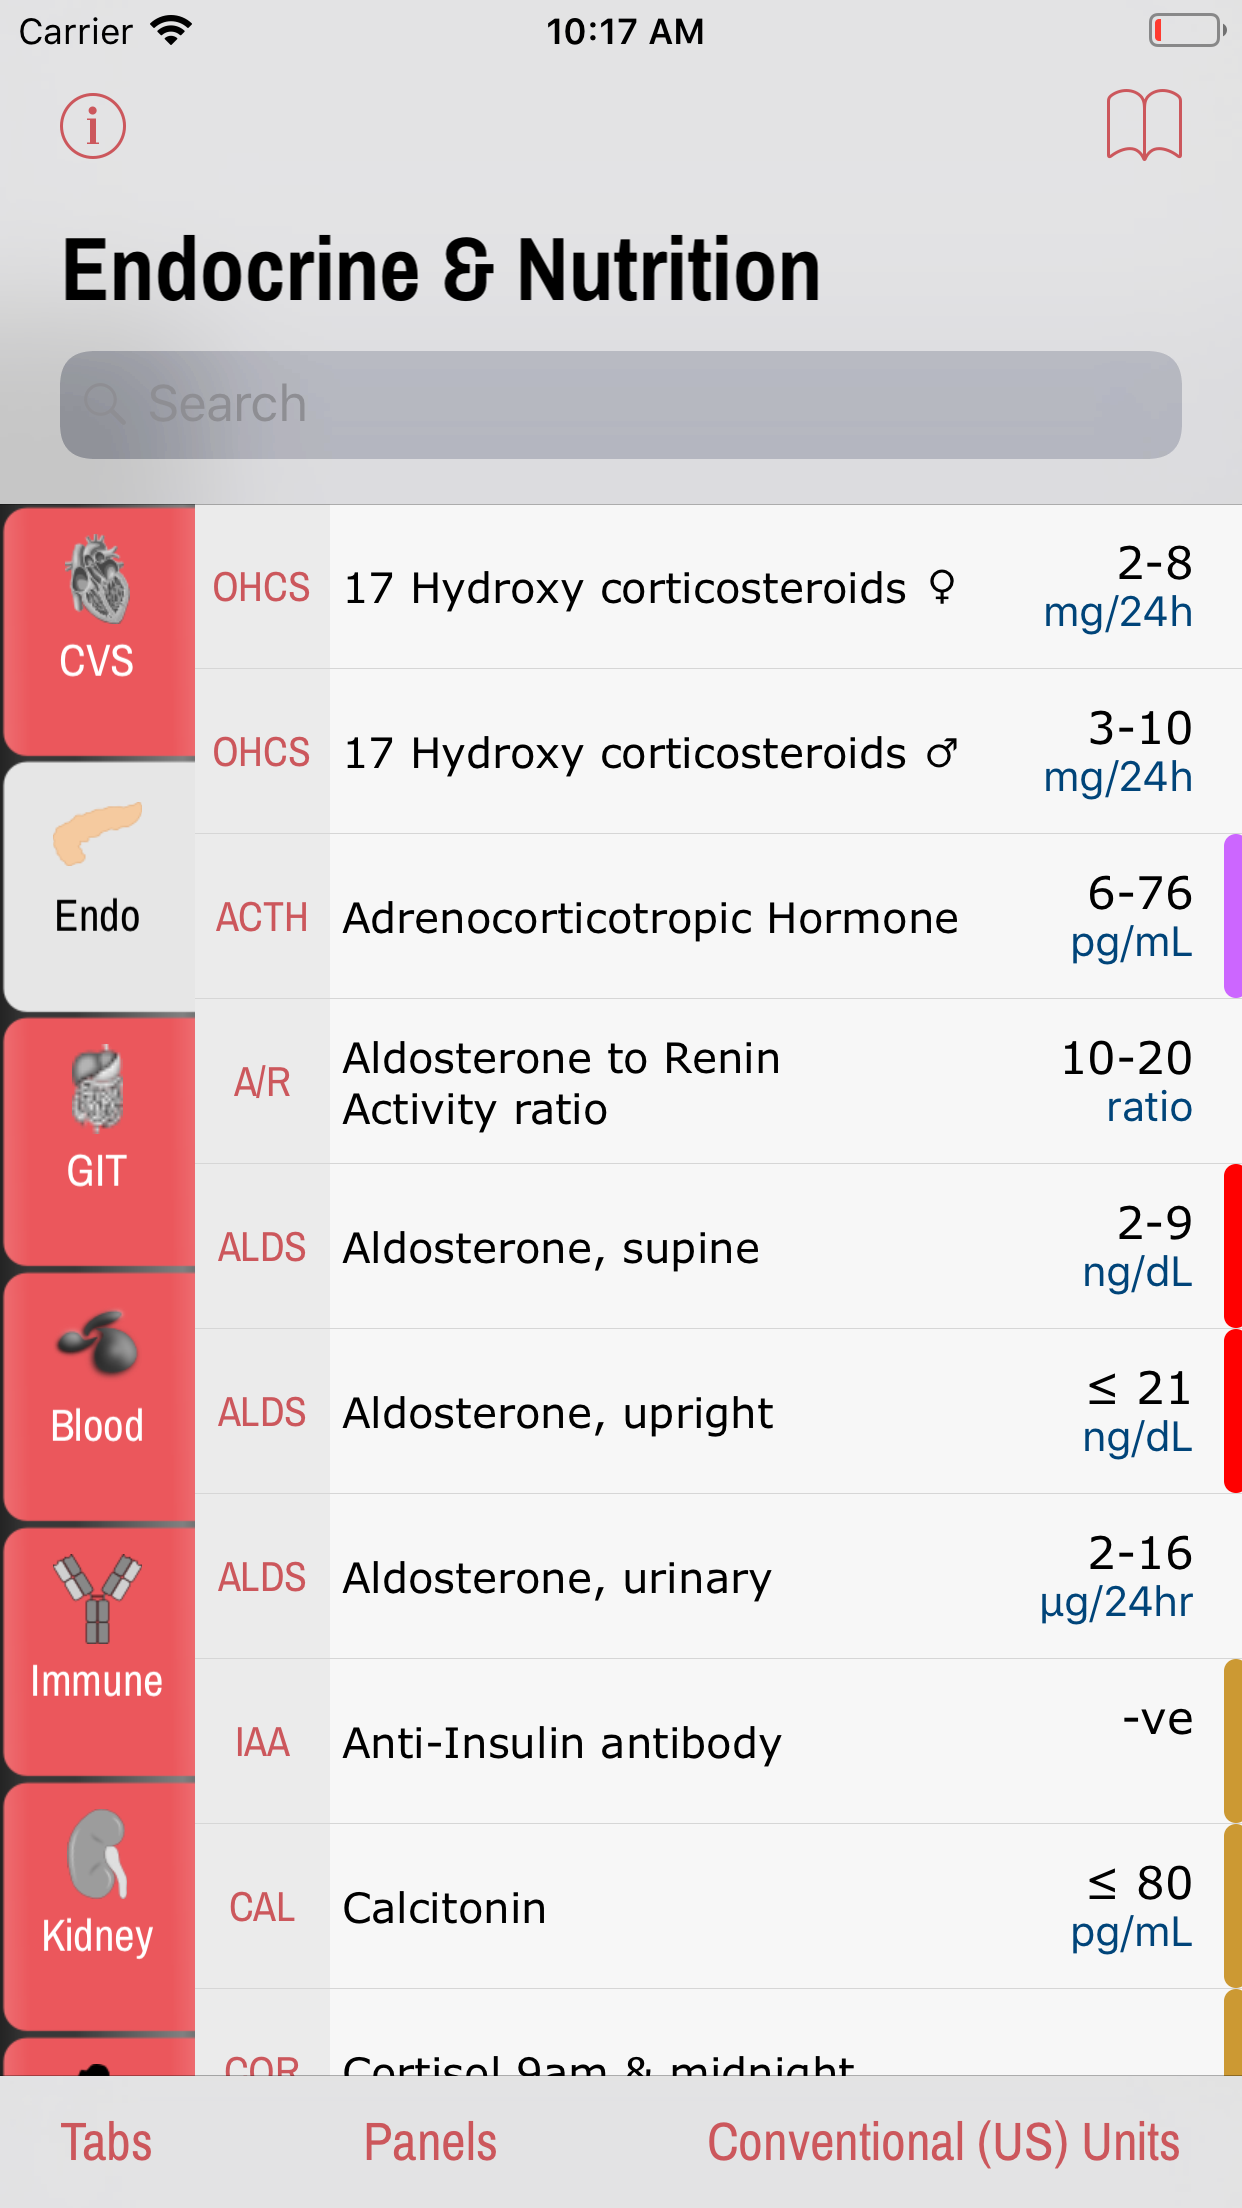 Carrier 10:17 AM
i
Endocrine & Nutrition
Search
CVS
Endo
GIT
Blood
Immune
Kidney
OHCS 17 Hydroxy corticosteroids ♀ 2-8
mg/24h
OHCS 17 Hydroxy corticosteroids ♂ 3-10
mg/24h
ACTH Adrenocorticotropic Hormone 6-76
pg/mL
A/R Aldosterone to Renin
Activity ratio 10-20
ratio
ALDS Aldosterone, supine 2-9
ng/dL
ALDS Aldosterone, upright ≤ 21
ng/dL
ALDS Aldosterone, urinary 2-16
µg/24hr
IAA Anti-Insulin antibody -ve
CAL Calcitonin ≤ 80
pg/mL
COR Cortisol 9am & midnight
Tabs Panels Conventional (US) Units